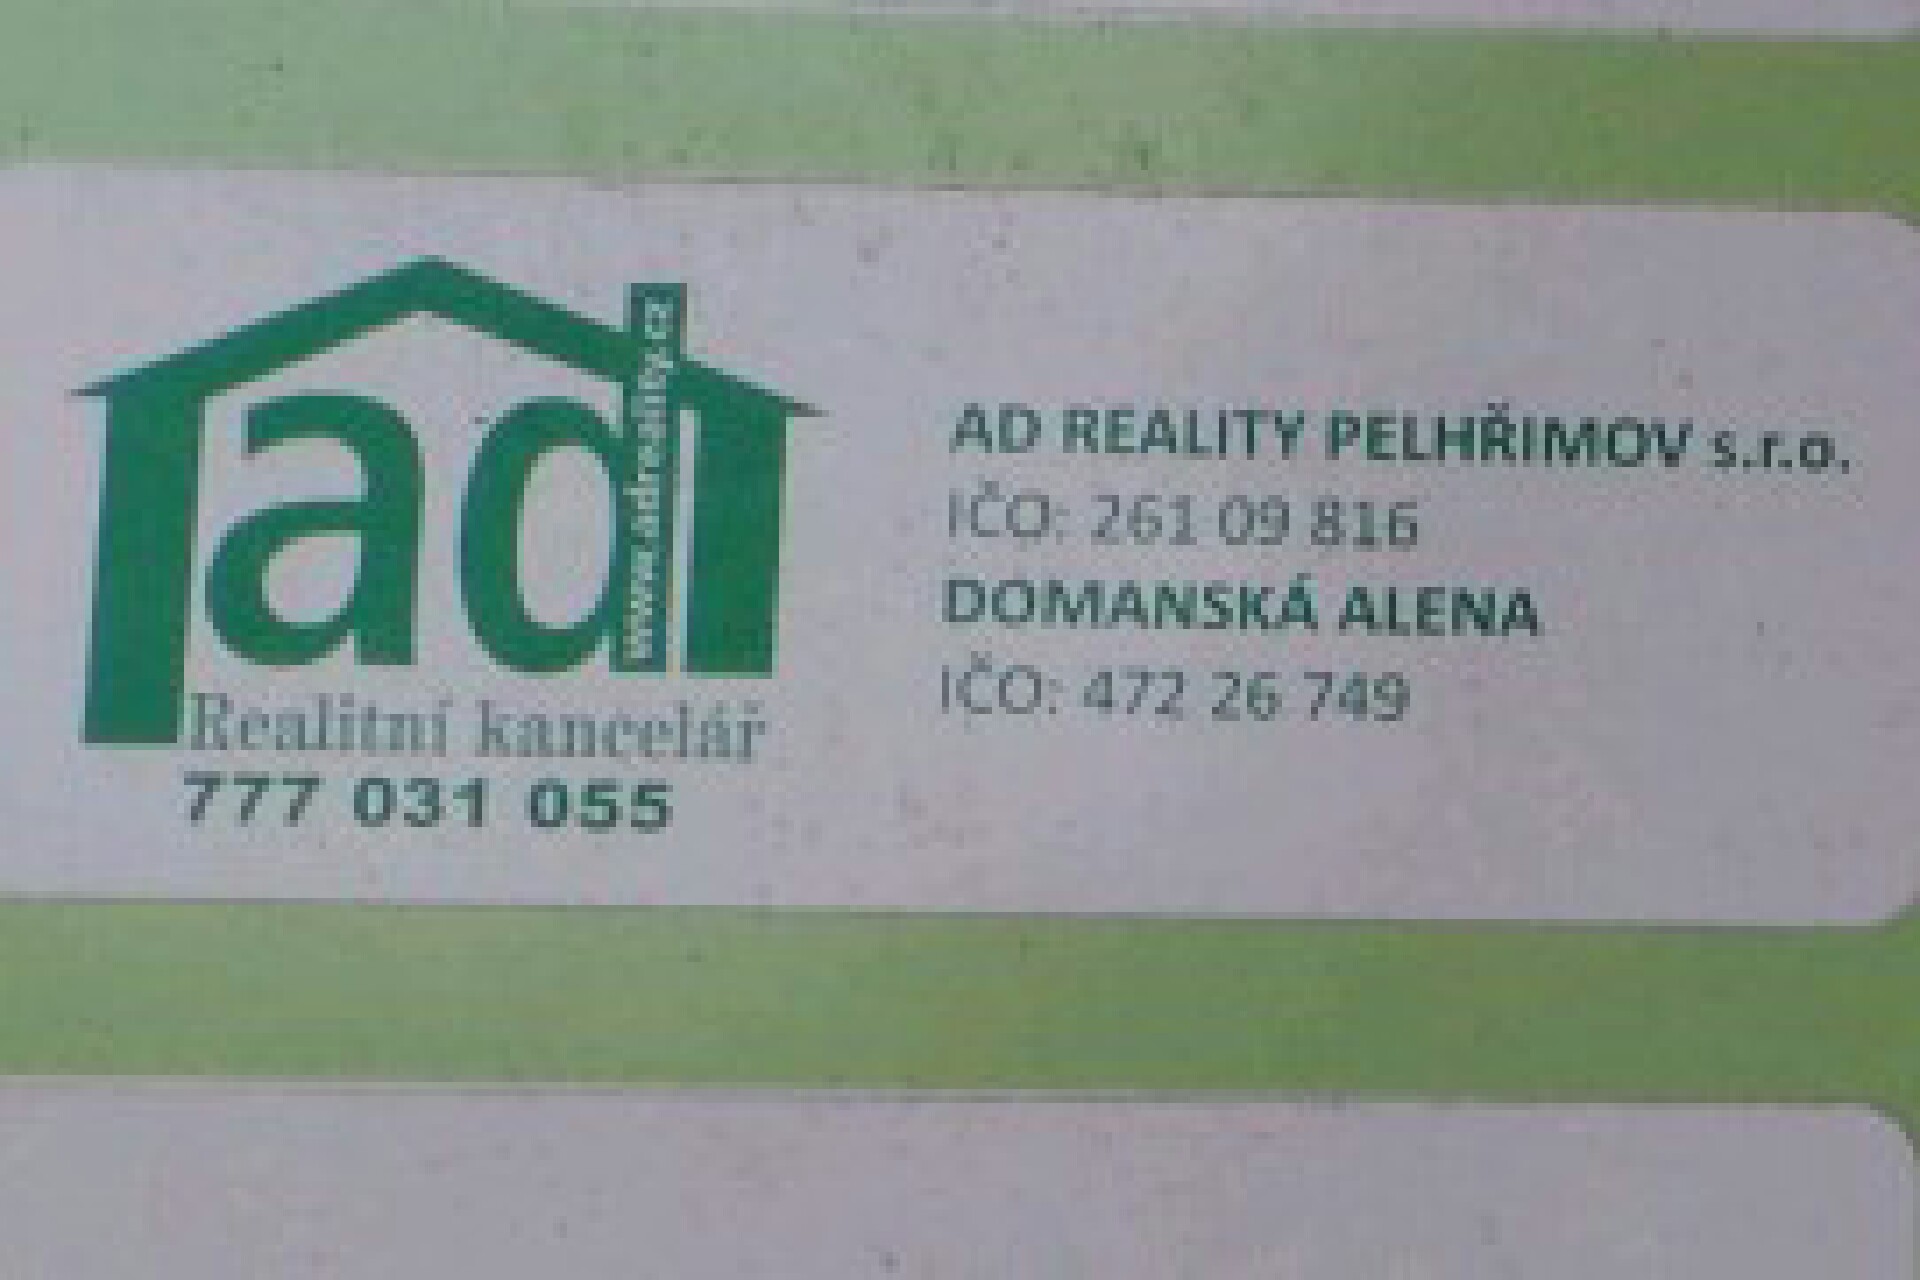 ad
www.adreality.cz
Realitní kancelář
777 031 055
AD REALITY PELHŘIMOV s.r.o.
IČO: 261 09 816
DOMANSKÁ ALENA
IČO: 472 26 749